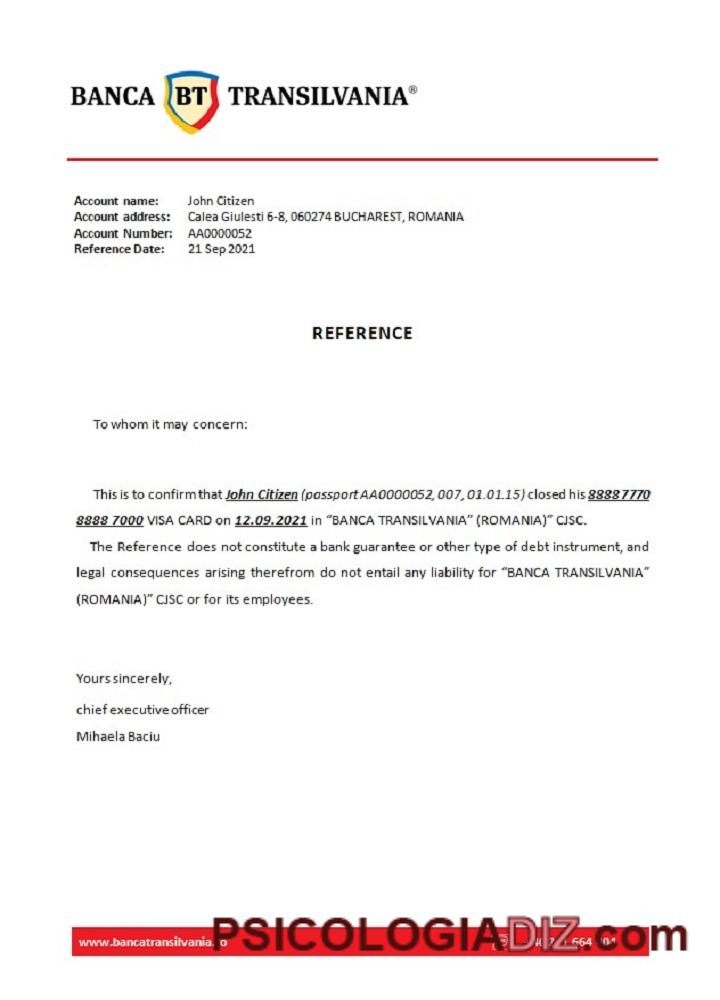 BANCA BT TRANSILVANIA®
Account name: John Citizen
Account address: Calea Giulesti 6-8, 060274 BUCHAREST, ROMANIA
Account Number: AA0000052
Reference Date: 21 Sep 2021
REFERENCE
To whom it may concern:
This is to confirm that John Citizen (passport AA0000052, 007, 01.01.15) closed his 8888 7770
8888 7000 VISA CARD on 12.09.2021 in “BANCA TRANSILVANIA” (ROMANIA)” CJSC.
The Reference does not constitute a bank guarantee or other type of debt instrument, and
legal consequences arising therefrom do not entail any liability for “BANCA TRANSILVANIA”
(ROMANIA)” CJSC or for its employees.
Yours sincerely,
chief executive officer
Mihaela Baciu
www.bancatransilvania.ro
PSICOLOGIADIZ.com